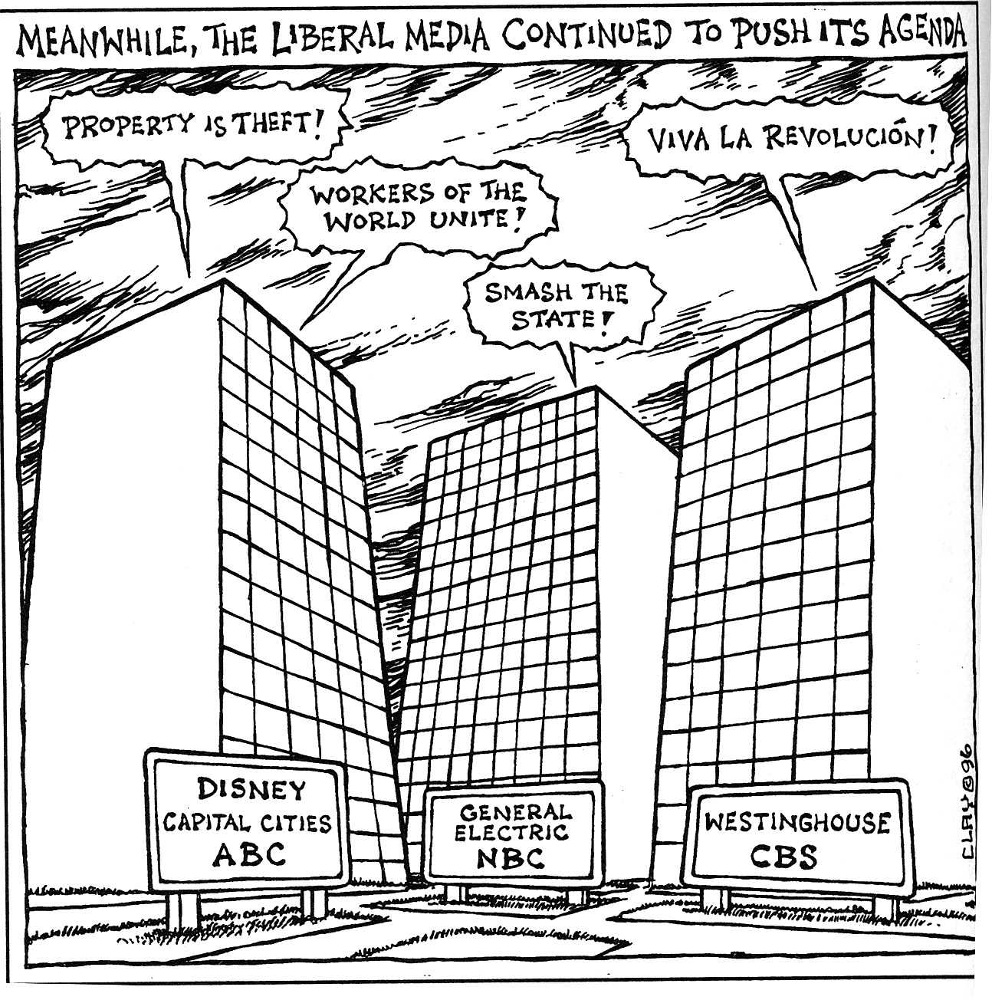 MEANWHILE, THE LIBERAL MEDIA CONTINUED TO PUSH ITS AGENDA
PROPERTY IS THEFT!
VIVA LA REVOLUCIÓN!
WORKERS OF THE
WORLD UNITE!
SMASH THE
STATE!
DISNEY
CAPITAL CITIES
ABC
GENERAL
ELECTRIC
NBC
WESTINGHOUSE
CBS
CLAY©96